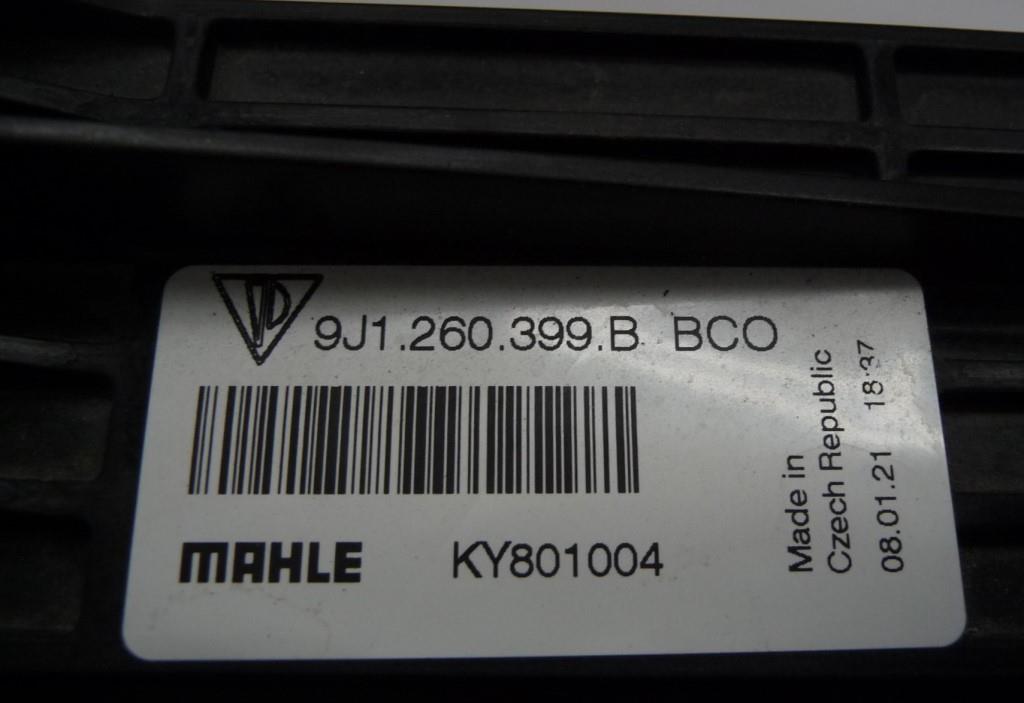 9J1.260.399.B BCO
MAHLE KY801004
Made in
Czech Republic
08.01.21 18:37